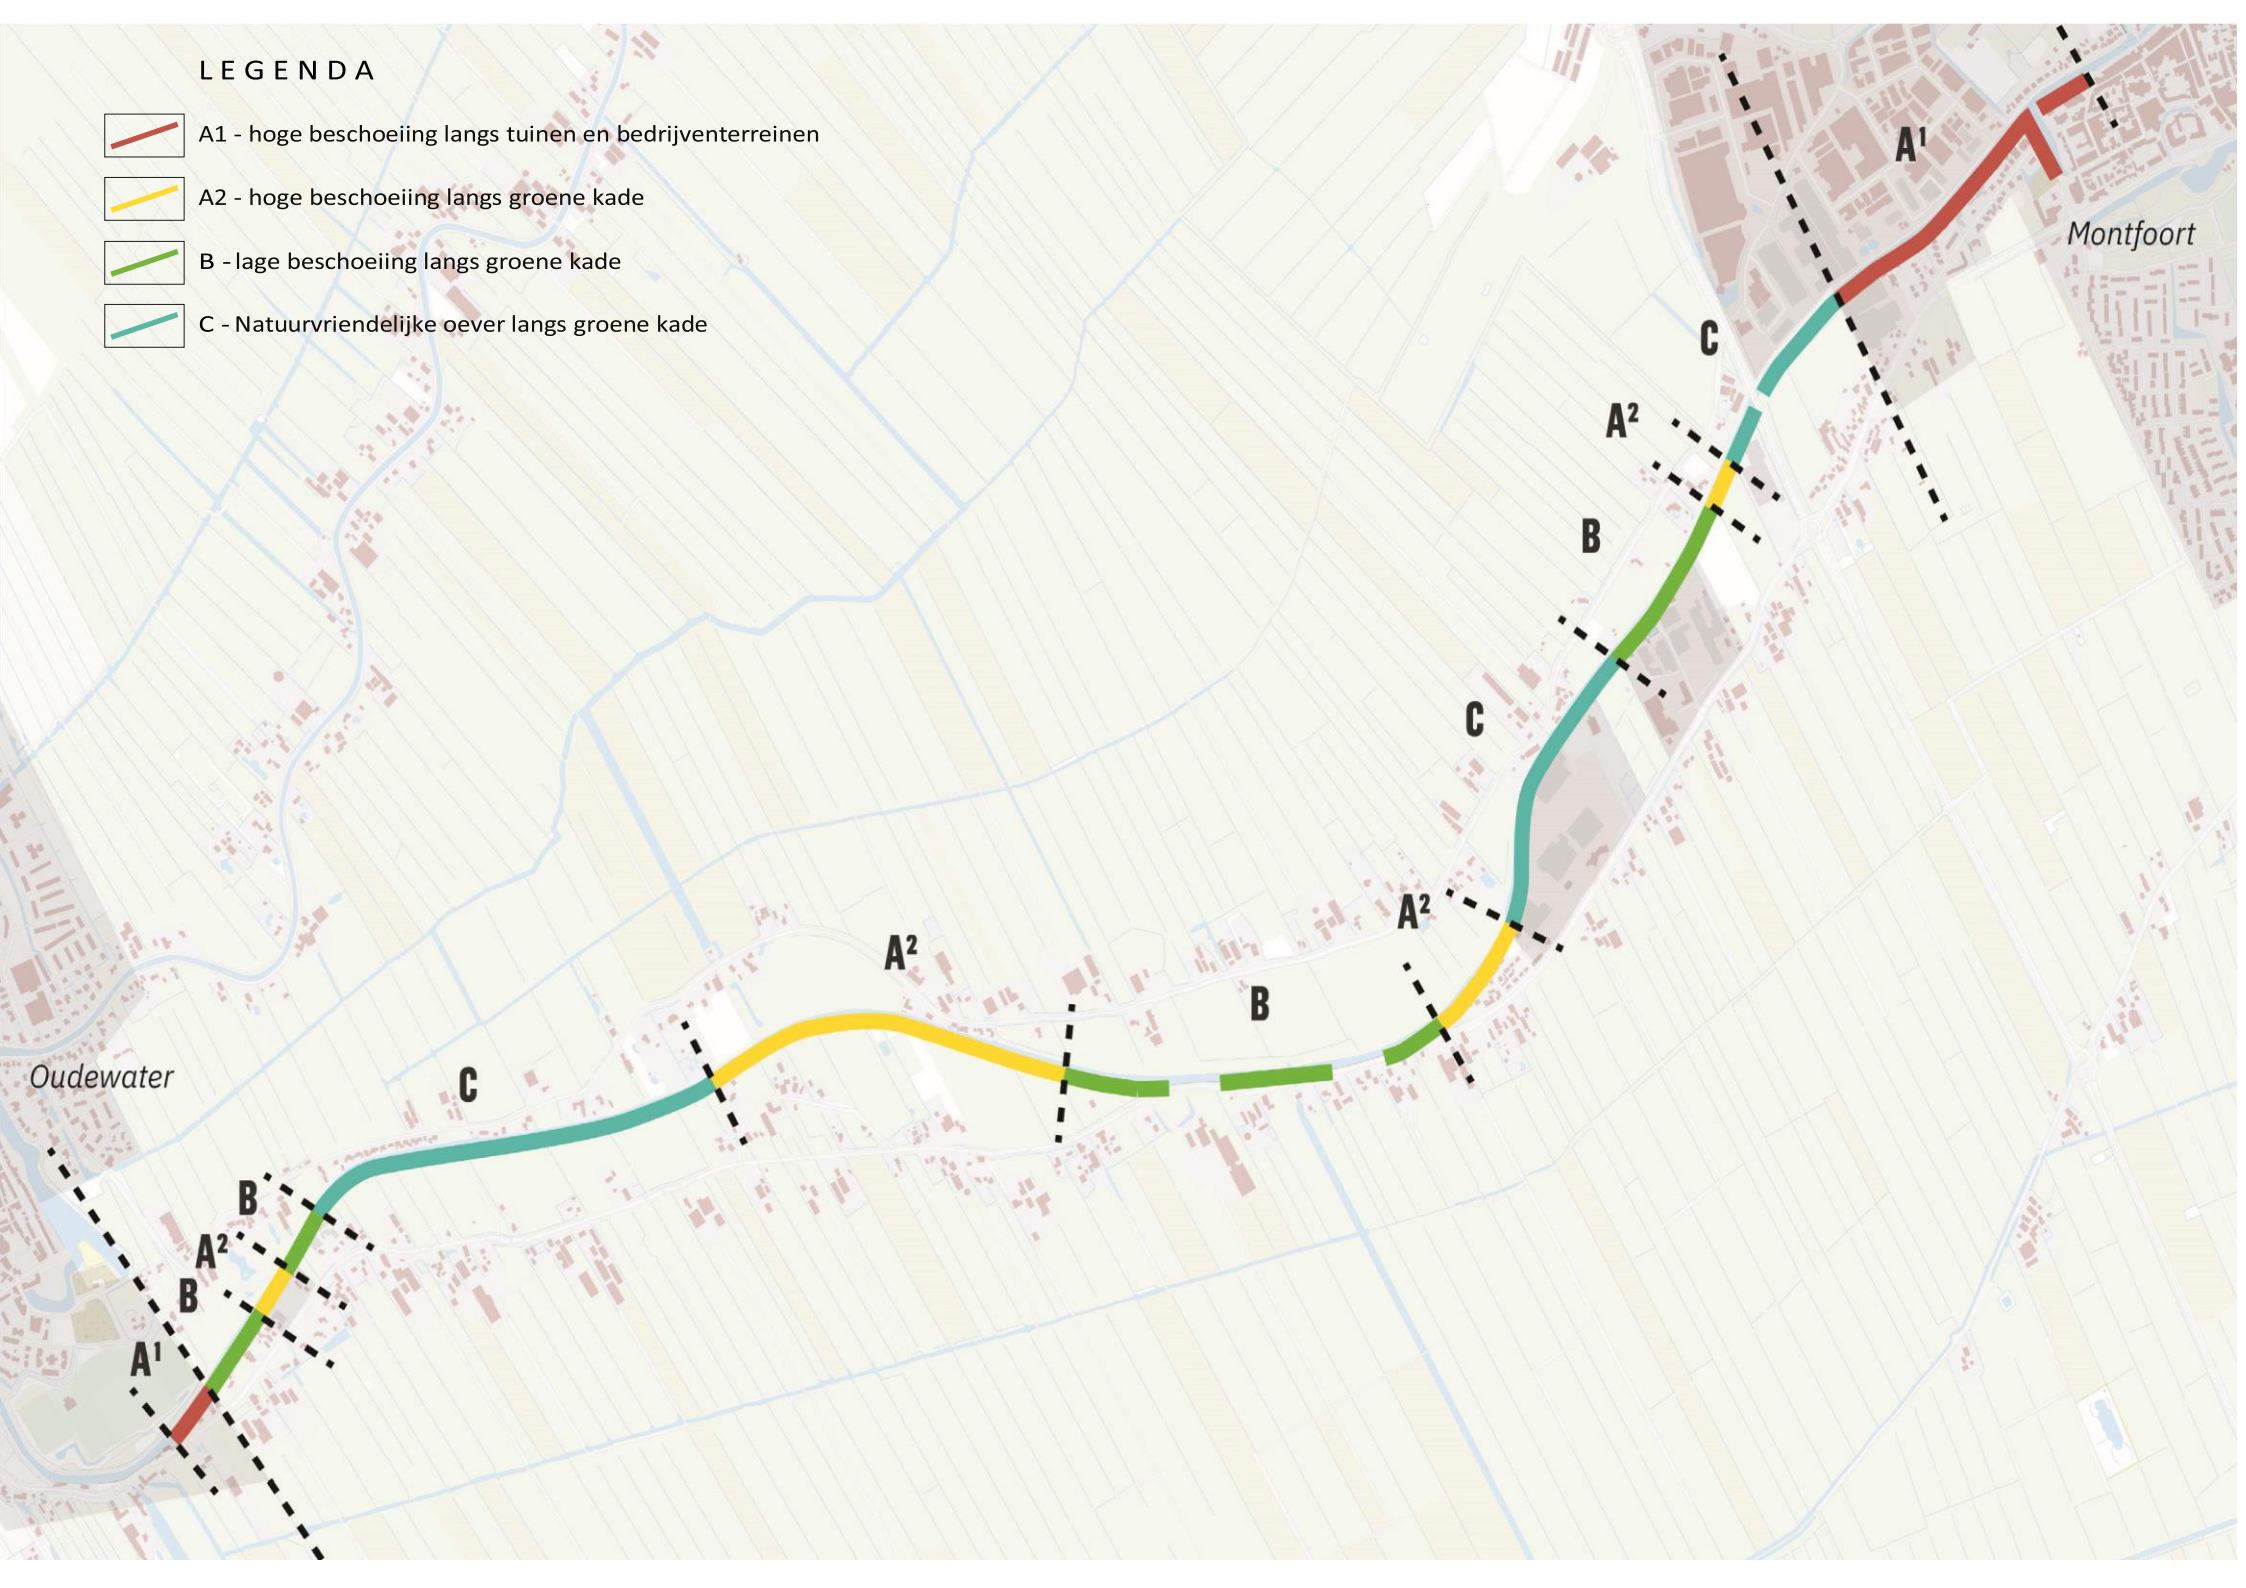 LEGENDA
A1 - hoge beschoeiing langs tuinen en bedrijventerreinen
A2 - hoge beschoeiing langs groene kade
B - lage beschoeiing langs groene kade
C - Natuurvriendelijke oever langs groene kade
A¹
Montfoort
C
A²
B
C
A²
A²
B
Oudewater
C
B
A²
B
A¹